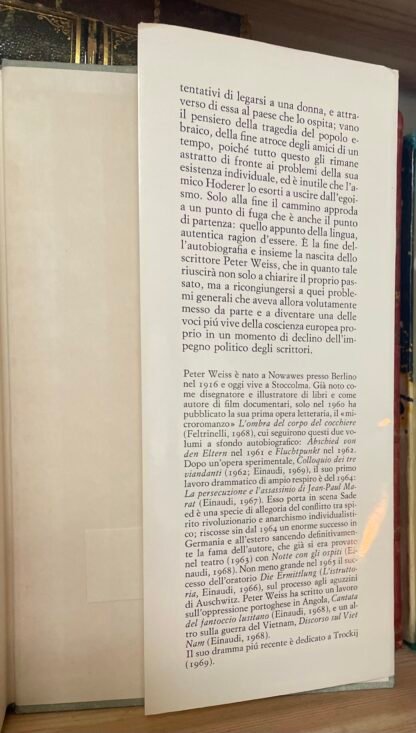 tentativi di legarsi a una donna, e attra-
verso di essa al paese che lo ospita; vano
il pensiero della tragedia del popolo e-
braico, della fine atroce degli amici di un
tempo, poiché tutto questo gli rimane
astratto di fronte ai problemi della sua
esistenza individuale, ed è inutile che l'a-
mico Hoderer lo esorti a uscire dall'egoi-
smo. Solo alla fine il cammino approda
a un punto di fuga che è anche il punto
di partenza: quello appunto della lingua,
autentica ragion d'essere. È la fine del-
l'autobiografia e insieme la nascita dello
scrittore Peter Weiss, che in quanto tale
riuscirà non solo a chiarire il proprio pas-
sato, ma a ricongiungersi a quei proble-
mi generali che aveva allora volutamente
messo da parte e a diventare una delle
voci piú vive della coscienza europea pro-
prio in un momento di declino dell'im-
pegno politico degli scrittori.
Peter Weiss è nato a Nowawes presso Berlino
nel 1916 e oggi vive a Stoccolma. Già noto co-
me disegnatore e illustratore di libri e come
autore di film documentari, solo nel 1960 ha
pubblicato la sua prima opera letteraria, il «mi-
croromanzo» L'ombra del corpo del cocchiere
(Feltrinelli, 1968), cui seguirono questi due vo-
lumi a sfondo autobiografico: Abschied von
den Eltern nel 1961 e Fluchtpunkt nel 1962.
Dopo un'opera sperimentale, Colloquio dei tre
viandanti (1962; Einaudi, 1969), il suo primo
lavoro drammatico di ampio respiro è del 1964:
La persecuzione e l'assassinio di Jean-Paul Ma-
rat (Einaudi, 1967). Esso porta in scena Sade
ed è una specie di allegoria del conflitto tra spi-
rito rivoluzionario e anarchismo individualisti-
co; riscosse sin dal 1964 un enorme successo in
Germania e all'estero sancendo definitivamen-
te la fama dell'autore, che già si era provato
nel teatro (1963) con Notte con gli ospiti (Ei-
naudi, 1968). Non meno grande nel 1965 il suc-
cesso dell'oratorio Die Ermittlung (L'istrutto-
ria, Einaudi, 1966), sul processo agli aguzzini
di Auschwitz. Peter Weiss ha scritto un lavoro
sull'oppressione portoghese in Angola, Cantata
del fantoccio lusitano (Einaudi, 1968), e un al-
tro sulla guerra del Vietnam, Discorso sul Viet
Nam (Einaudi, 1968).
Il suo dramma piú recente è dedicato a Trockij
(1969).